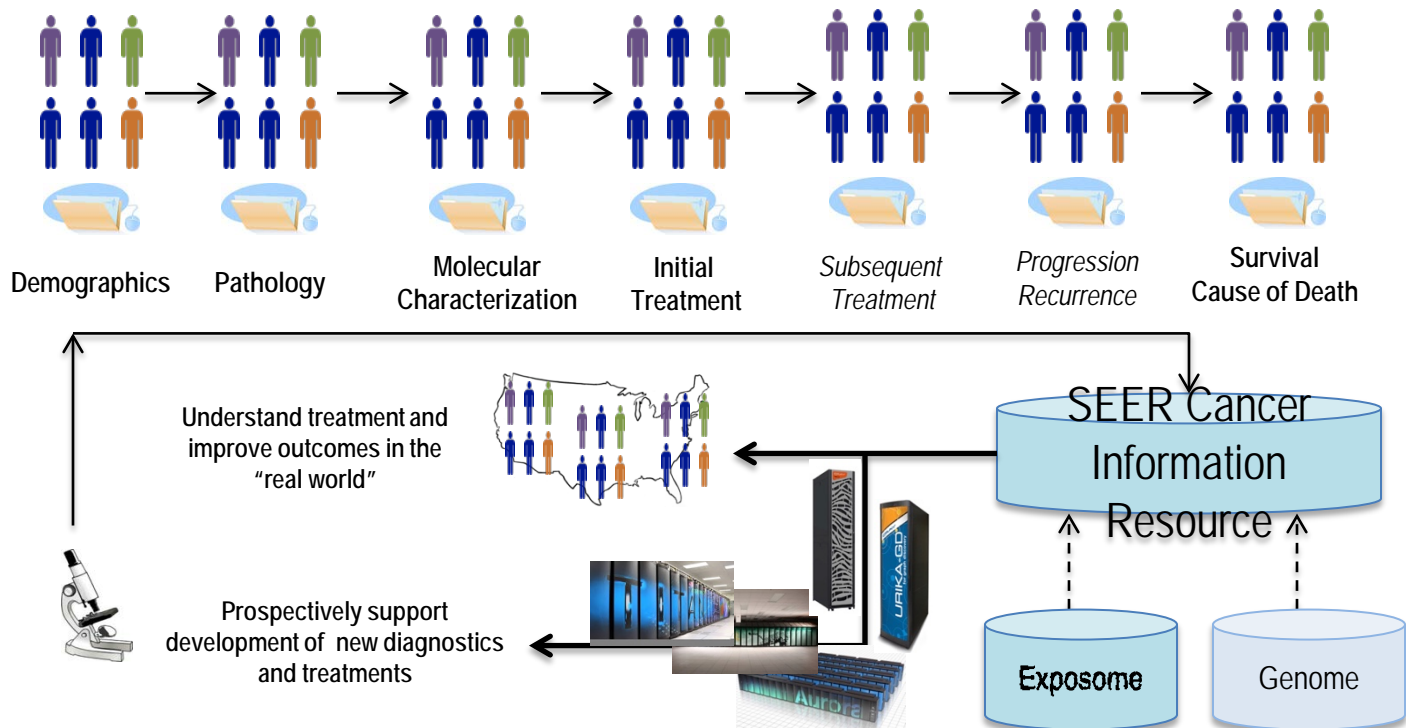 Demographics
Pathology
Molecular
Characterization
Initial
Treatment
Subsequent
Treatment
Progression
Recurrence
Survival
Cause of Death
Understand treatment and
improve outcomes in the
“real world”
SEER Cancer
Information
Resource
URiKA-GD
Prospectively support
development of new diagnostics
and treatments
TITAN
Aurora
Exposome
Genome